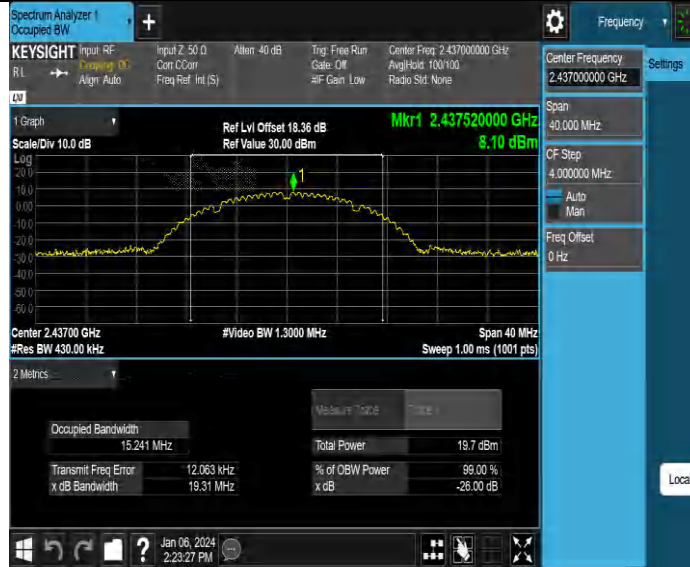 Spectrum Analyzer 1
Occupied BW
Frequency
KEYSIGHT
R L
LXI
Input: RF
Coupling: DC
Align: Auto
Input Z: 50 Ω
Corr CCorr
Freq Ref: Int (S)
Atten: 40 dB
Trig: Free Run
Gate: Off
#IF Gain: Low
Center Freq: 2.437000000 GHz
Avg|Hold: 100/100
Radio Std: None
Center Frequency
2.437000000 GHz
Settings
Span
40.000 MHz
CF Step
4.000000 MHz
Auto
Man
Freq Offset
0 Hz
1 Graph
Scale/Div 10.0 dB
Ref Lvl Offset 18.36 dB
Ref Value 30.00 dBm
Mkr1 2.437520000 GHz
8.10 dBm
Log
20.0
10.0
0.00
-10.0
-20.0
-30.0
-40.0
-50.0
-60.0
1
Center 2.43700 GHz
#Res BW 430.00 kHz
#Video BW 1.3000 MHz
Span 40 MHz
Sweep 1.00 ms (1001 pts)
2 Metrics
Measure Trace
Trace 1
Occupied Bandwidth
15.241 MHz
Total Power
19.7 dBm
Transmit Freq Error
12.063 kHz
% of OBW Power
99.00 %
x dB Bandwidth
19.31 MHz
x dB
-26.00 dB
Loca
?
Jan 06, 2024
2:23:27 PM